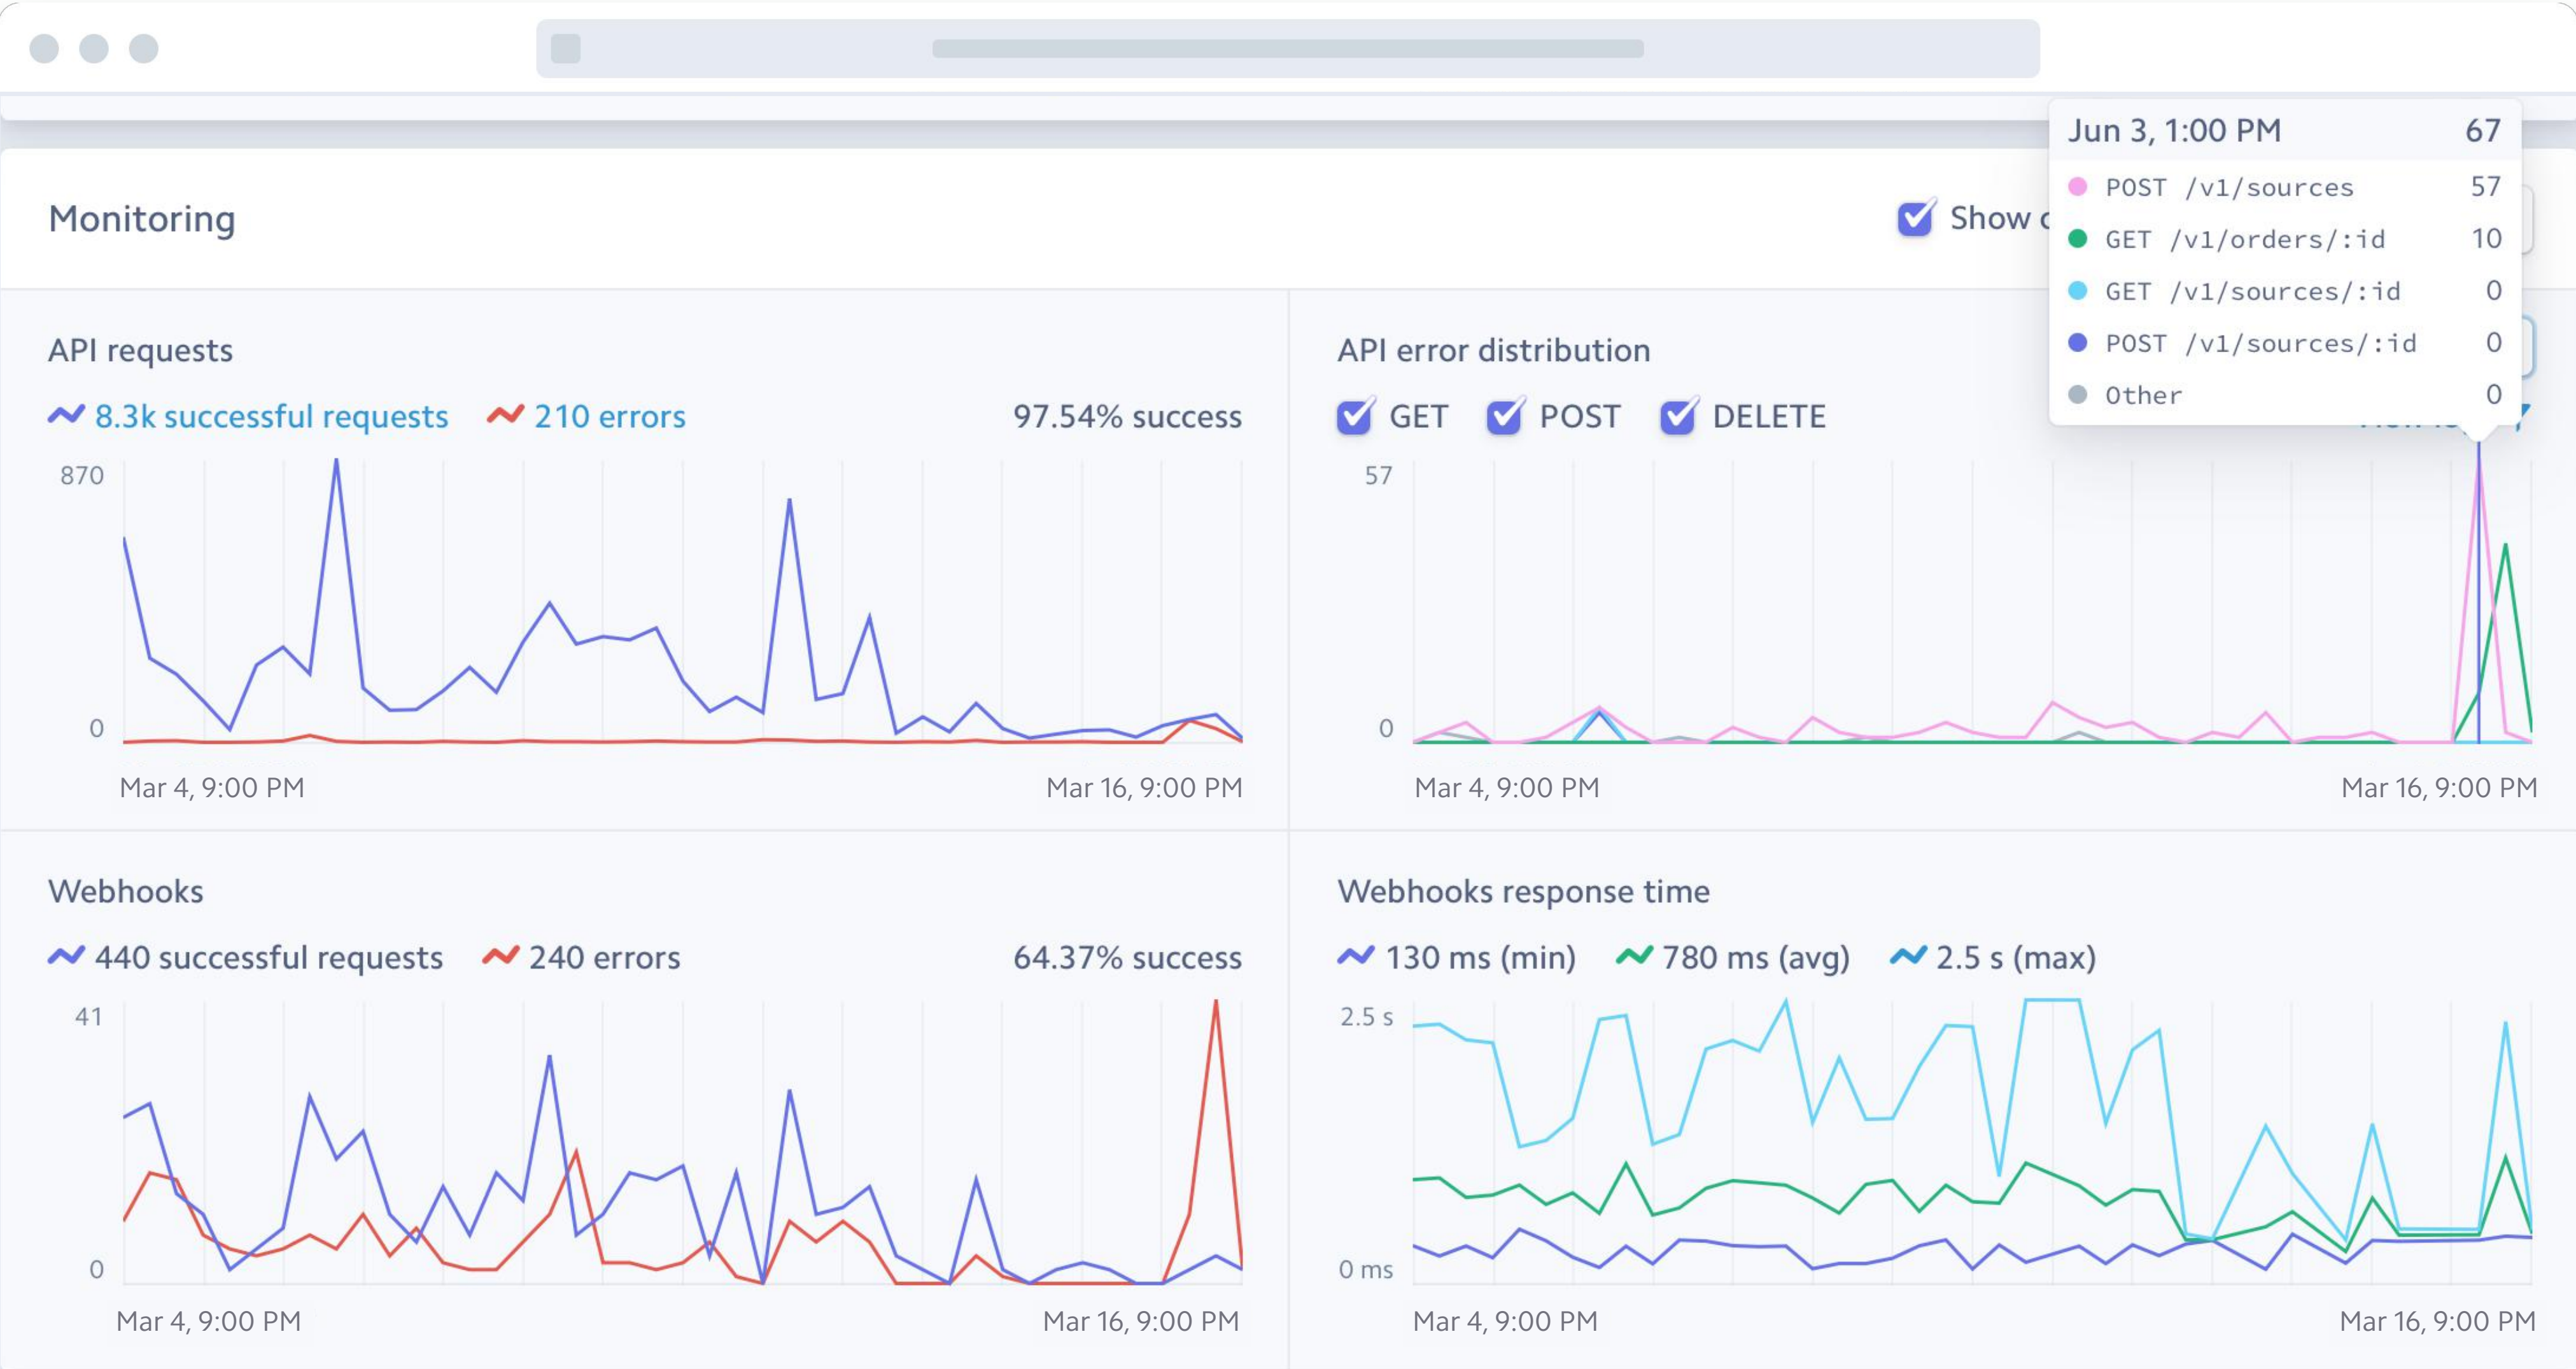 Jun 3, 1:00 PM 67
POST /v1/sources 57
GET /v1/orders/:id 10
GET /v1/sources/:id 0
POST /v1/sources/:id 0
Other 0
Monitoring
Show
API requests
8.3k successful requests 210 errors 97.54% success
870
0
Mar 4, 9:00 PM Mar 16, 9:00 PM
API error distribution
GET POST DELETE
57
0
Mar 4, 9:00 PM Mar 16, 9:00 PM
Webhooks
440 successful requests 240 errors 64.37% success
41
0
Mar 4, 9:00 PM Mar 16, 9:00 PM
Webhooks response time
130 ms (min) 780 ms (avg) 2.5 s (max)
2.5 s
0 ms
Mar 4, 9:00 PM Mar 16, 9:00 PM